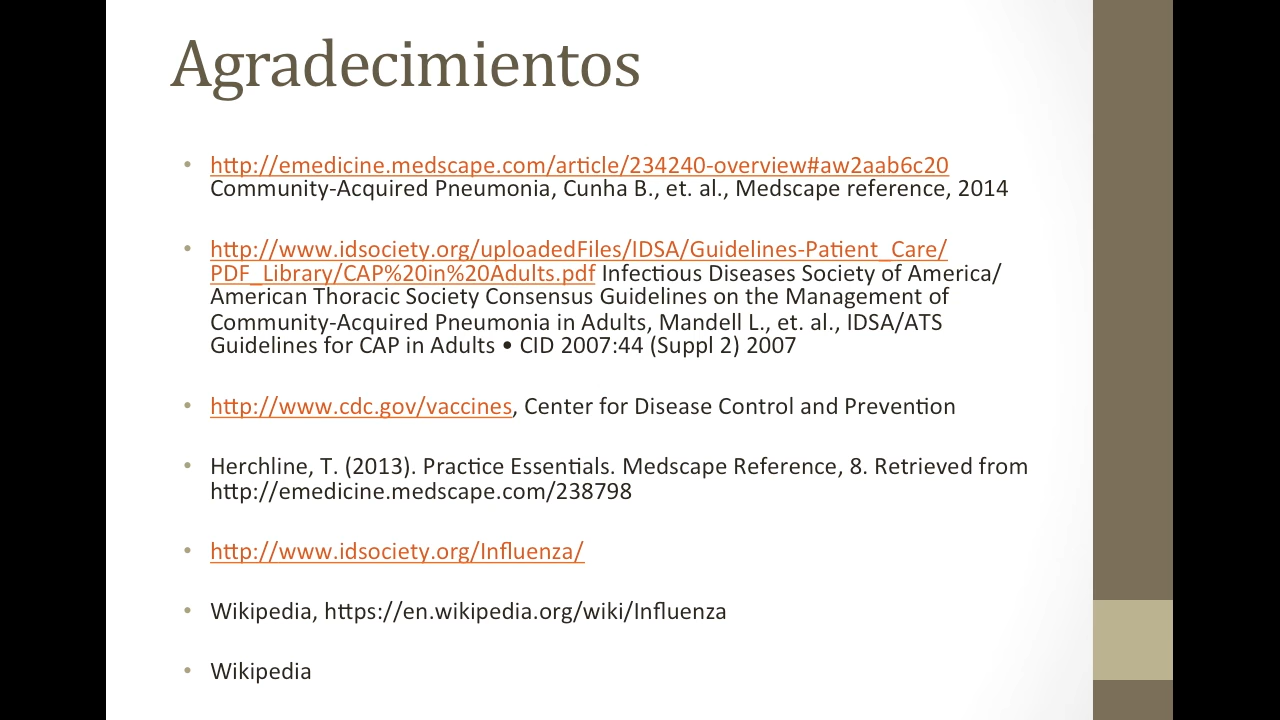 Agradecimientos
• http://emedicine.medscape.com/article/234240-overview#aw2aab6c20
Community-Acquired Pneumonia, Cunha B., et. al., Medscape reference, 2014
• http://www.idsociety.org/uploadedFiles/IDSA/Guidelines-Patient_Care/
PDF_Library/CAP%20in%20Adults.pdf Infectious Diseases Society of America/
American Thoracic Society Consensus Guidelines on the Management of
Community-Acquired Pneumonia in Adults, Mandell L., et. al., IDSA/ATS
Guidelines for CAP in Adults • CID 2007:44 (Suppl 2) 2007
• http://www.cdc.gov/vaccines, Center for Disease Control and Prevention
• Herchline, T. (2013). Practice Essentials. Medscape Reference, 8. Retrieved from
http://emedicine.medscape.com/238798
• http://www.idsociety.org/Influenza/
• Wikipedia, https://en.wikipedia.org/wiki/Influenza
• Wikipedia